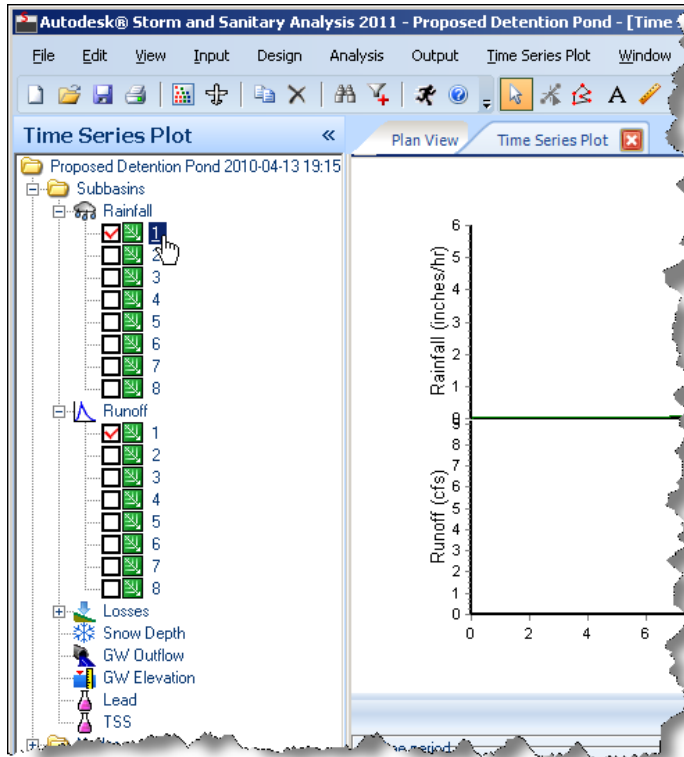 Autodesk® Storm and Sanitary Analysis 2011 - Proposed Detention Pond - [Time
File Edit View Input Design Analysis Output Time Series Plot Window
A
Time Series Plot «
Plan View Time Series Plot
Proposed Detention Pond 2010-04-13 19:15
Subbasins
Rainfall
1
2
3
4
5
6
7
8
Runoff
1
2
3
4
5
6
7
8
Losses
Snow Depth
GW Outflow
GW Elevation
Lead
TSS
Rainfall (inches/hr)
6
5
4
3
2
1
0
Runoff (cfs)
9
8
7
6
5
4
3
2
1
0
0 2 4 6
period